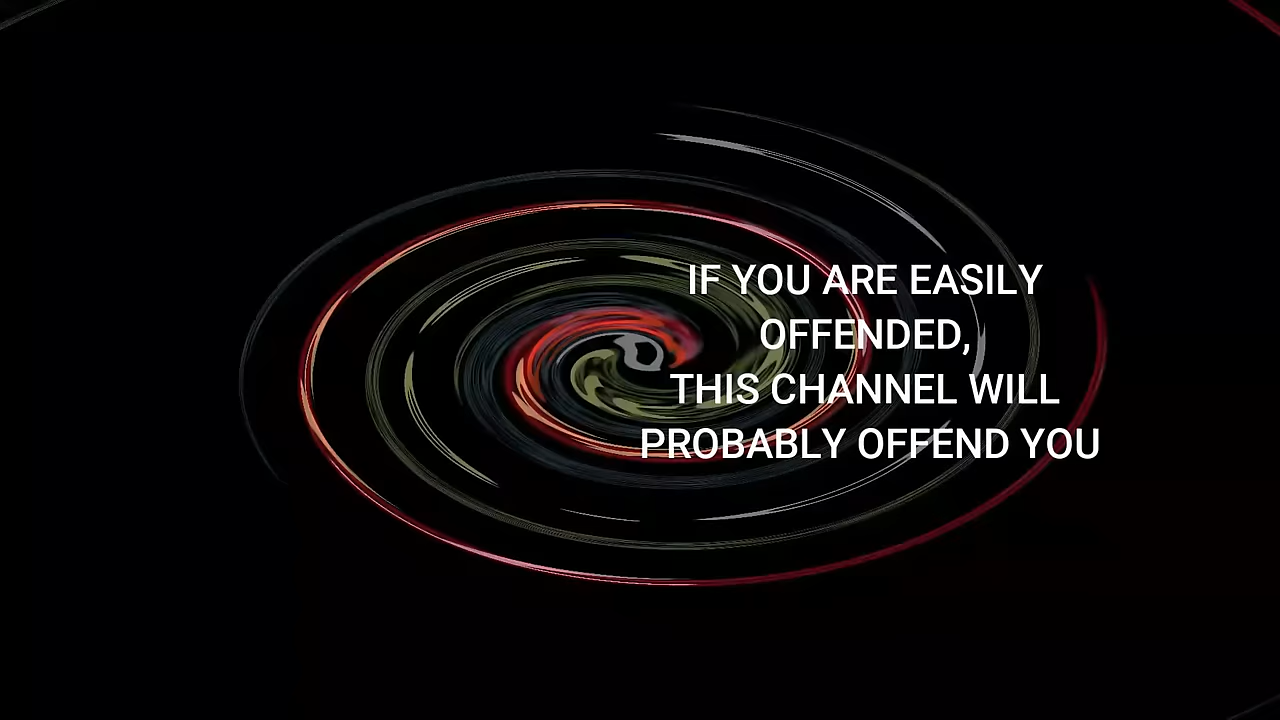 IF YOU ARE EASILY
OFFENDED,
THIS CHANNEL WILL
PROBABLY OFFEND YOU